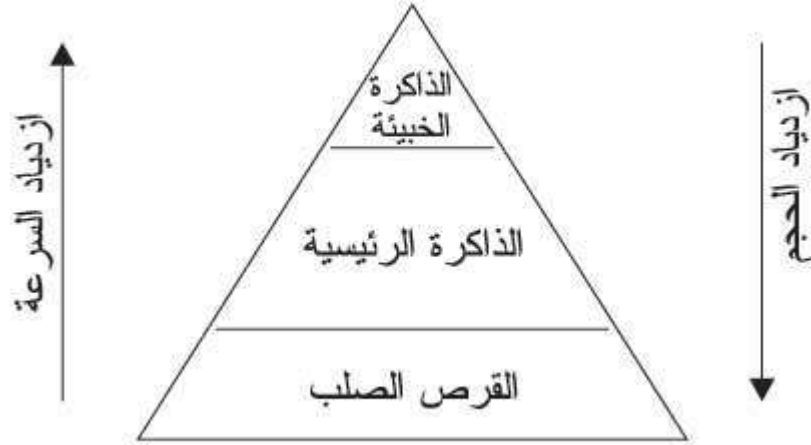 الذاكرة
الخبيئة
الذاكرة الرئيسية
القرص الصلب
ازدياد الحجم
ازدياد السرعة